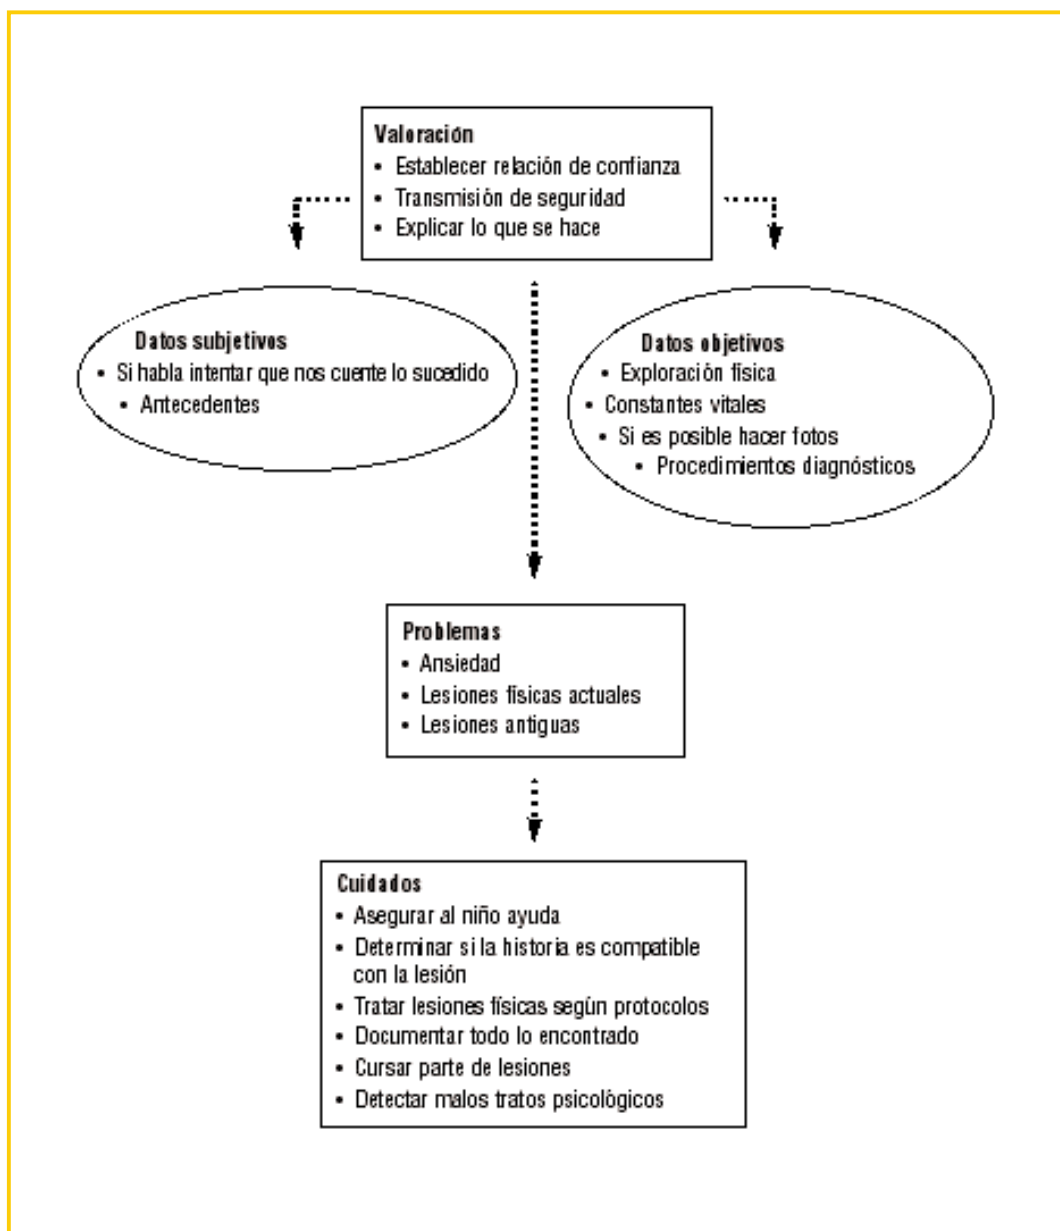 Valoración
• Establecer relación de confianza
• Transmisión de seguridad
• Explicar lo que se hace
Datos subjetivos
• Si habla intentar que nos cuente lo sucedido
• Antecedentes
Datos objetivos
• Exploración física
• Constantes vitales
• Si es posible hacer fotos
• Procedimientos diagnósticos
Problemas
• Ansiedad
• Lesiones físicas actuales
• Lesiones antiguas
Cuidados
• Asegurar al niño ayuda
• Determinar si la historia es compatible
con la lesión
• Tratar lesiones físicas según protocolos
• Documentar todo lo encontrado
• Cursar parte de lesiones
• Detectar malos tratos psicológicos